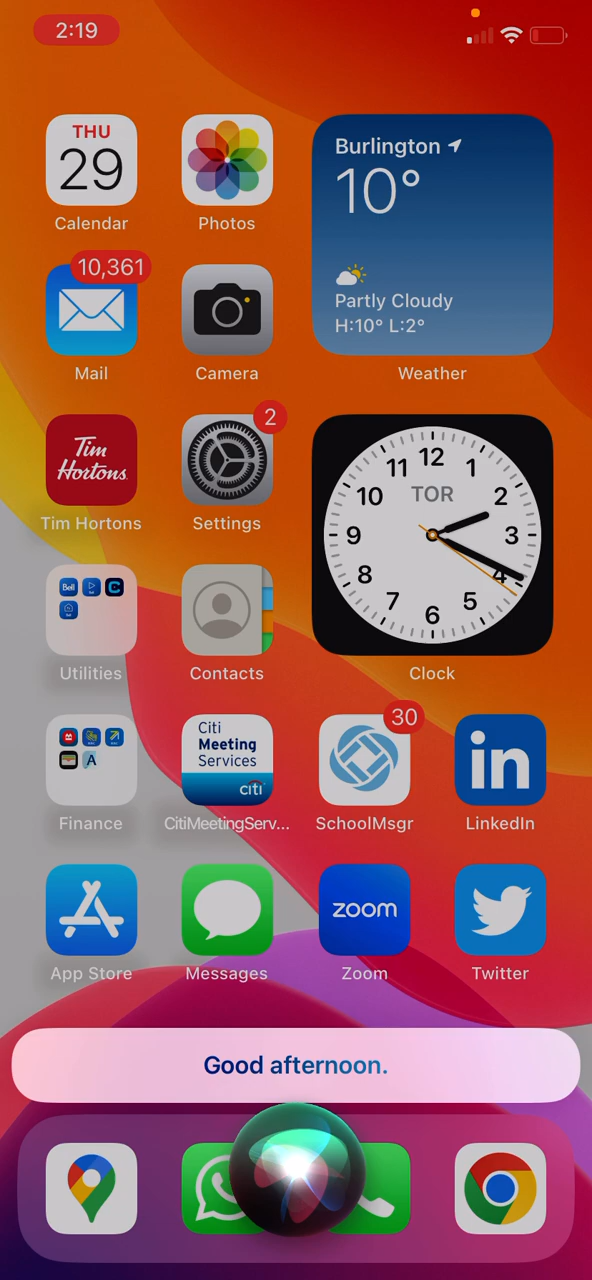 2:19
THU
29
Calendar
Photos
Burlington
10°
Partly Cloudy
H:10° L:2°
Weather
10,361
Mail
Camera
Tim
Hortons
Tim Hortons
2
Settings
12
1
2
3
4
5
6
7
8
9
10
11
TOR
Clock
Bell
Utilities
Contacts
A
Finance
Citi
Meeting
Services
citi
CitiMeetingServ...
30
SchoolMsgr
in
LinkedIn
App Store
Messages
zoom
Zoom
Twitter
Good afternoon.